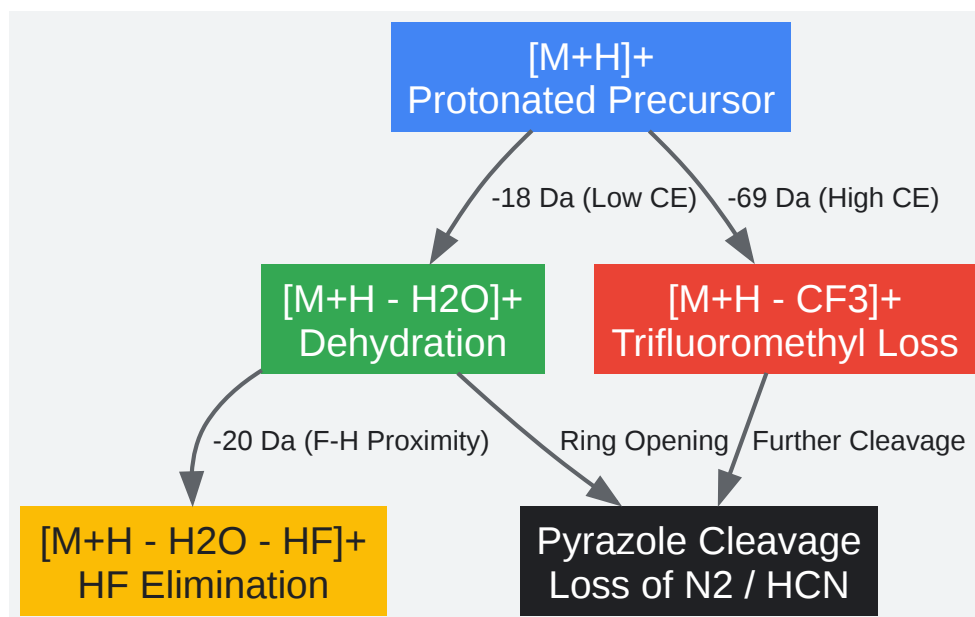 [M+H]+
Protonated Precursor
-18 Da (Low CE)
-69 Da (High CE)
[M+H - H2O]+
Dehydration
[M+H - CF3]+
Trifluoromethyl Loss
-20 Da (F-H Proximity)
Ring Opening
Further Cleavage
[M+H - H2O - HF]+
HF Elimination
Pyrazole Cleavage
Loss of N2 / HCN